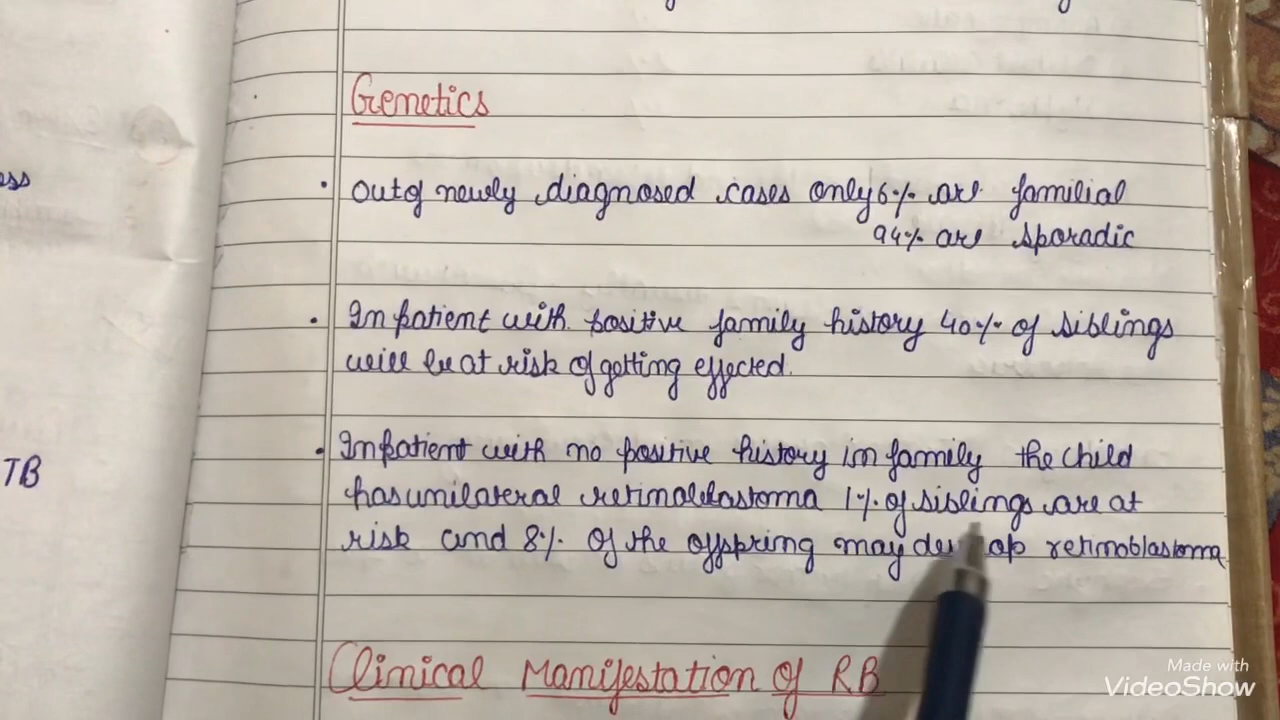 ess
TB
Genetics
• out of newly diagnosed cases only 6% are familial
94% are sporadic
• In patient with positive family history 40% of siblings
will be at risk of getting effected.
• In patient with no positive history in family the child
has unilateral retinoblastoma 1% of siblings are at
risk and 8% of the offspring may retinoblastoma
Clinical Manifestation of RB
Made with
VideoShow